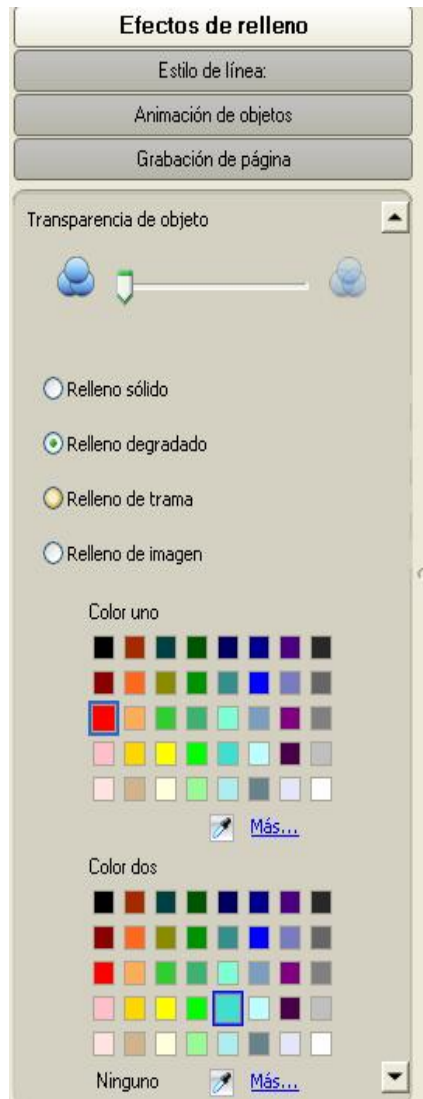 Efectos de relleno
Estilo de línea:
Animación de objetos
Grabación de página
Transparencia de objeto
Relleno sólido
Relleno degradado
Relleno de trama
Relleno de imagen
Color uno
Más...
Color dos
Ninguno Más...